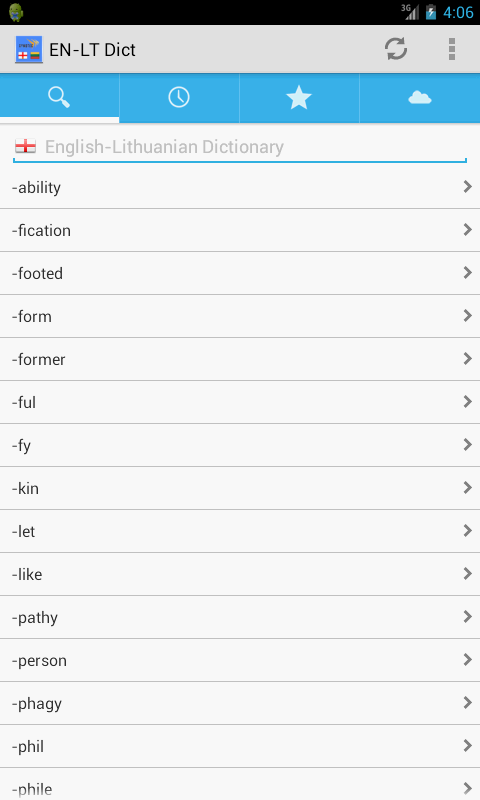 3G 4:06
EN-LT Dict
English-Lithuanian Dictionary
-ability
-fication
-footed
-form
-former
-ful
-fy
-kin
-let
-like
-pathy
-person
-phagy
-phil
-phile